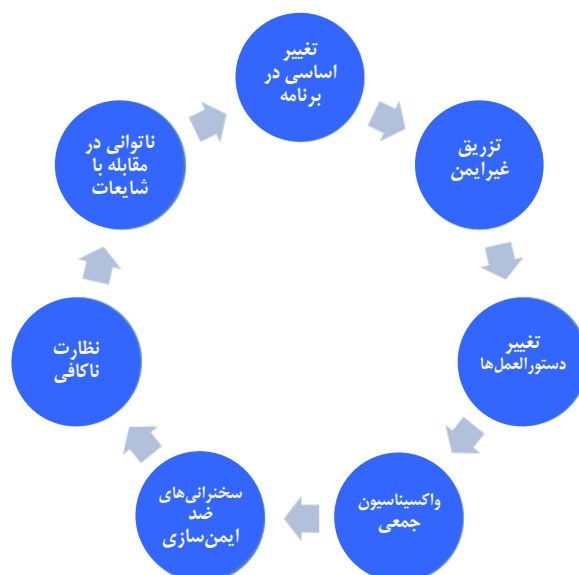 تغییر
اساسی در
برنامه
تزریق
غیرایمن
تغییر
دستورالعمل‌ها
واکسیناسیون
جمعی
سخنرانی‌های
ضد
ایمن‌سازی
نظارت
ناکافی
ناتوانی در
مقابله با
شایعات